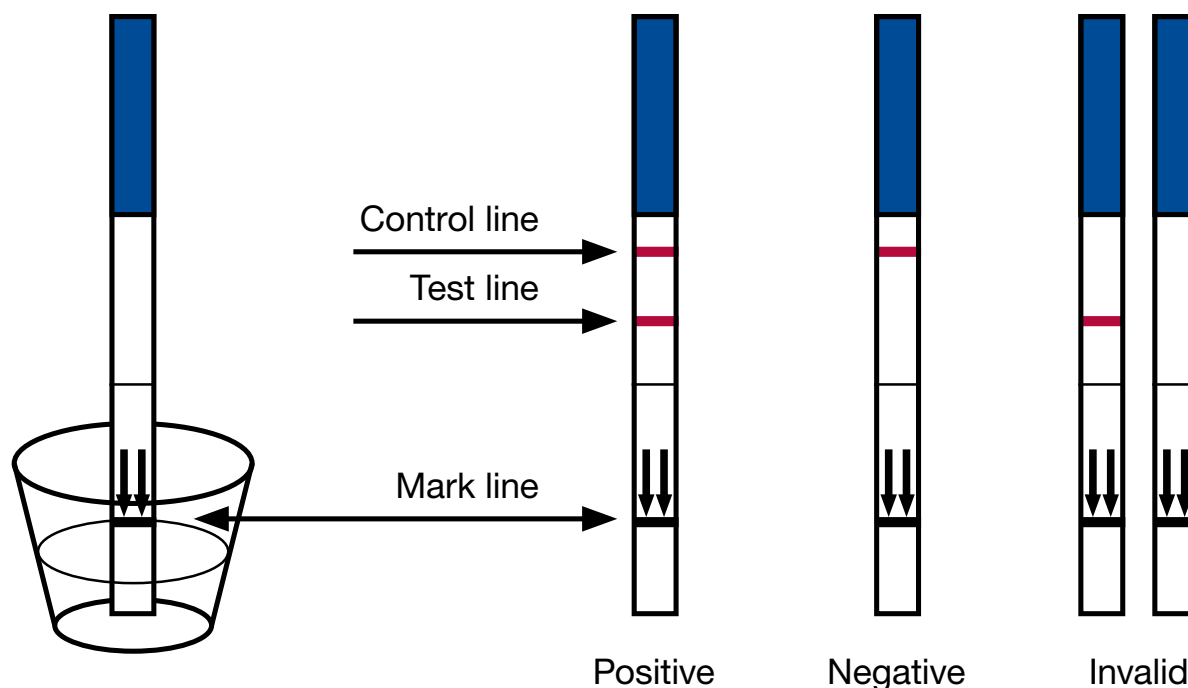 Control line
Test line
Mark line
Positive
Negative
Invalid